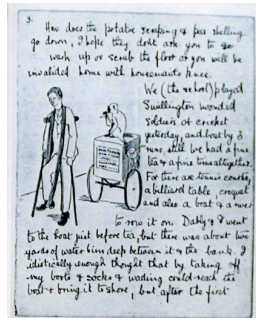 3.
How does the potatoe scraping & pea shelling
go down, I hope they dont ask you to
wash up or scrub the floor or you will be
invalided home with housemaids knee.
We (the school) played
Swillington wounded
soldiers at cricket
yesterday, and beat by 3
runs, still we had a fine
tea & a fine time altogether.
For there are tennis courts,
a billiard table, croquet
and also a boat & a river
to row it on. Dably & I went
to the boat just before tea, but there was about two
yards of water 2in deep between it & the bank. I
idiotically enough thought that by taking off
my boots & socks & wading could reach the
boat & bring it to shore, but after the first